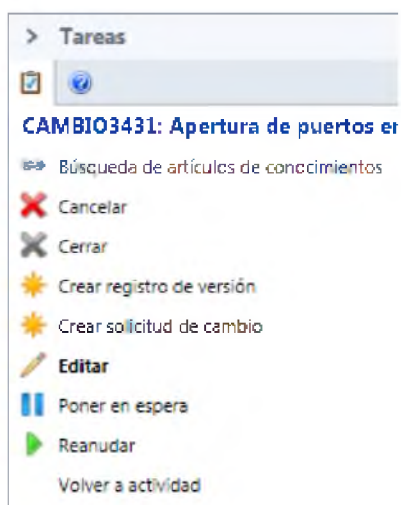 Tareas
CAMBIO3431: Apertura de puertos en
Búsqueda de artículos de conocimientos
Cancelar
Cerrar
Crear registro de versión
Crear solicitud de cambio
Editar
Poner en espera
Reanudar
Volver a actividad